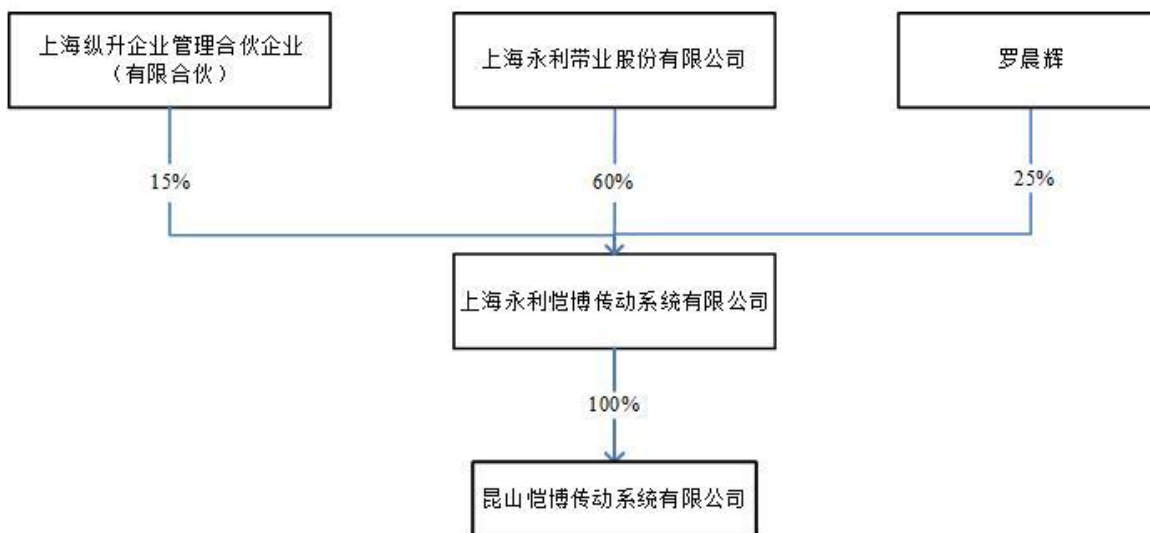 上海纵升企业管理合伙企业
（有限合伙）
上海永利带业股份有限公司
罗晨辉
15%
60%
25%
上海永利恺博传动系统有限公司
100%
昆山恺博传动系统有限公司